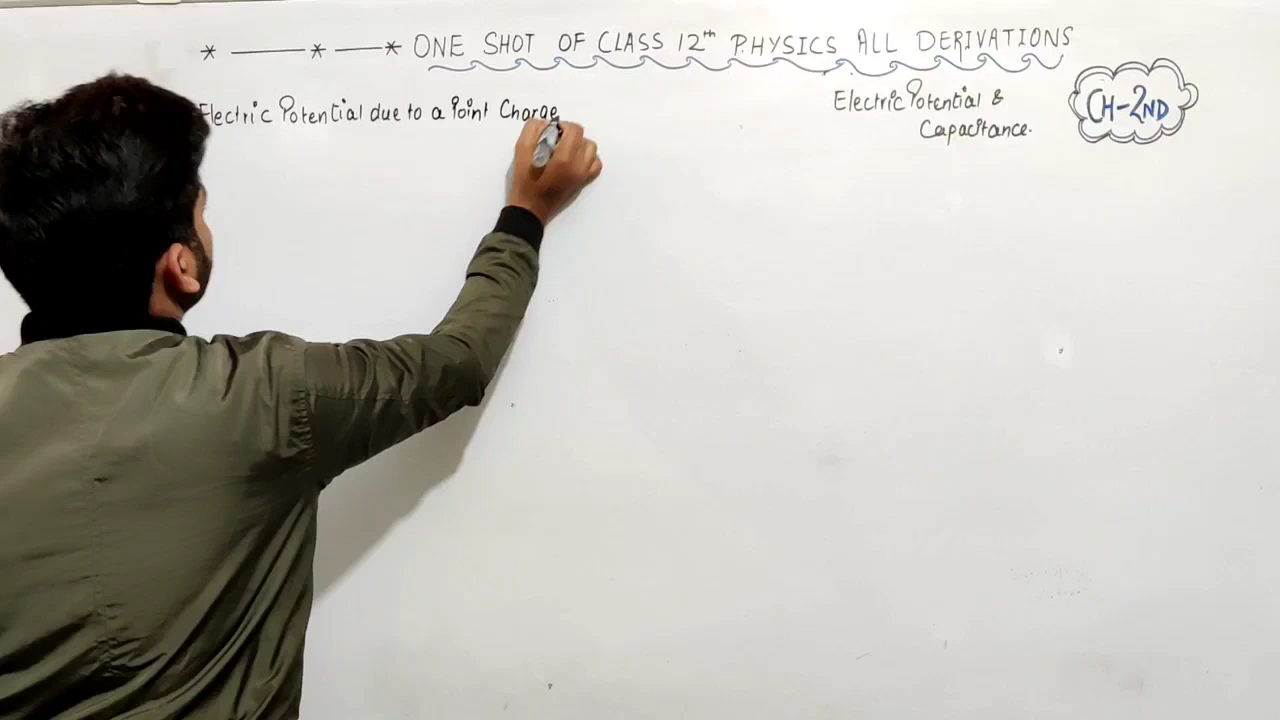 * ——* —* ONE SHOT OF CLASS 12th PHYSICS ALL DERIVATIONS
Electric Potential due to a Point Charge
Electric Potential &
Capacitance.
CH-2ND